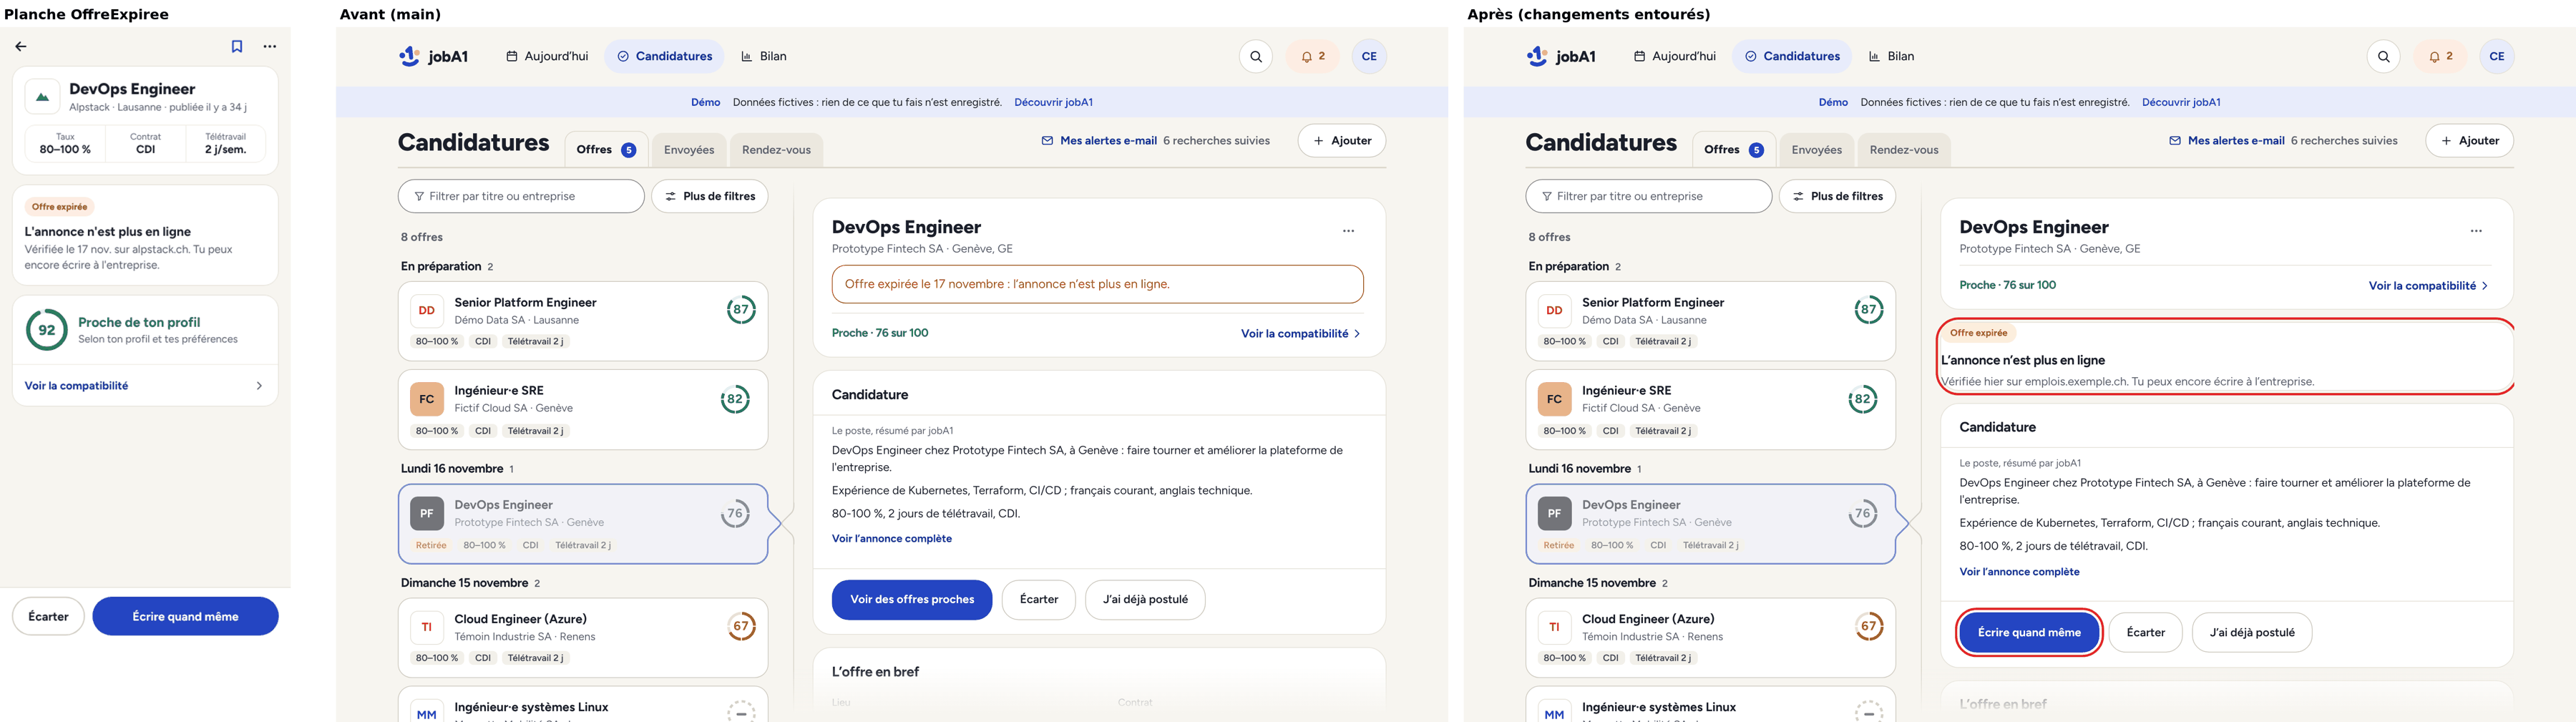 Planche OffreExpiree
DevOps Engineer
Alpstack · Lausanne · publiée il y a 34 j
Taux
80–100 %
Contrat
CDI
Télétravail
2 j/sem.
Offre expirée
L'annonce n'est plus en ligne
Vérifiée le 17 nov. sur alpstack.ch. Tu peux
encore écrire à l'entreprise.
92
Proche de ton profil
Selon ton profil et tes préférences
Voir la compatibilité
Écarter
Écrire quand même
Avant (main)
jobA1
Aujourd’hui
Candidatures
Bilan
2
CE
Démo Données fictives : rien de ce que tu fais n’est enregistré. Découvrir jobA1
Candidatures
Offres 5
Envoyées
Rendez-vous
Mes alertes e-mail 6 recherches suivies
Ajouter
Filtrer par titre ou entreprise
Plus de filtres
8 offres
En préparation 2
DD
Senior Platform Engineer
Démo Data SA · Lausanne
87
80–100 % CDI Télétravail 2 j
FC
Ingénieur·e SRE
Fictif Cloud SA · Genève
82
80–100 % CDI Télétravail 2 j
Lundi 16 novembre 1
PF
DevOps Engineer
Prototype Fintech SA · Genève
76
Retirée 80–100 % CDI Télétravail 2 j
Dimanche 15 novembre 2
TI
Cloud Engineer (Azure)
Témoin Industrie SA · Renens
67
80–100 % CDI Télétravail 2 j
MM
Ingénieur·e systèmes Linux
DevOps Engineer
Prototype Fintech SA · Genève, GE
Offre expirée le 17 novembre : l’annonce n’est plus en ligne.
Proche · 76 sur 100
Voir la compatibilité
Candidature
Le poste, résumé par jobA1
DevOps Engineer chez Prototype Fintech SA, à Genève : faire tourner et améliorer la plateforme de
l'entreprise.
Expérience de Kubernetes, Terraform, CI/CD ; français courant, anglais technique.
80-100 %, 2 jours de télétravail, CDI.
Voir l’annonce complète
Voir des offres proches
Écarter
J’ai déjà postulé
L’offre en bref
Lieu
Contrat
Après (changements entourés)
jobA1
Aujourd’hui
Candidatures
Bilan
2
CE
Démo Données fictives : rien de ce que tu fais n’est enregistré. Découvrir jobA1
Candidatures
Offres 5
Envoyées
Rendez-vous
Mes alertes e-mail 6 recherches suivies
Ajouter
Filtrer par titre ou entreprise
Plus de filtres
8 offres
En préparation 2
DD
Senior Platform Engineer
Démo Data SA · Lausanne
87
80–100 % CDI Télétravail 2 j
FC
Ingénieur·e SRE
Fictif Cloud SA · Genève
82
80–100 % CDI Télétravail 2 j
Lundi 16 novembre 1
PF
DevOps Engineer
Prototype Fintech SA · Genève
76
Retirée 80–100 % CDI Télétravail 2 j
Dimanche 15 novembre 2
TI
Cloud Engineer (Azure)
Témoin Industrie SA · Renens
67
80–100 % CDI Télétravail 2 j
MM
Ingénieur·e systèmes Linux
DevOps Engineer
Prototype Fintech SA · Genève, GE
Proche · 76 sur 100
Voir la compatibilité
Offre expirée
L’annonce n’est plus en ligne
Vérifiée hier sur emplois.exemple.ch. Tu peux encore écrire à l’entreprise.
Candidature
Le poste, résumé par jobA1
DevOps Engineer chez Prototype Fintech SA, à Genève : faire tourner et améliorer la plateforme de
l'entreprise.
Expérience de Kubernetes, Terraform, CI/CD ; français courant, anglais technique.
80-100 %, 2 jours de télétravail, CDI.
Voir l’annonce complète
Écrire quand même
Écarter
J’ai déjà postulé
L’offre en bref